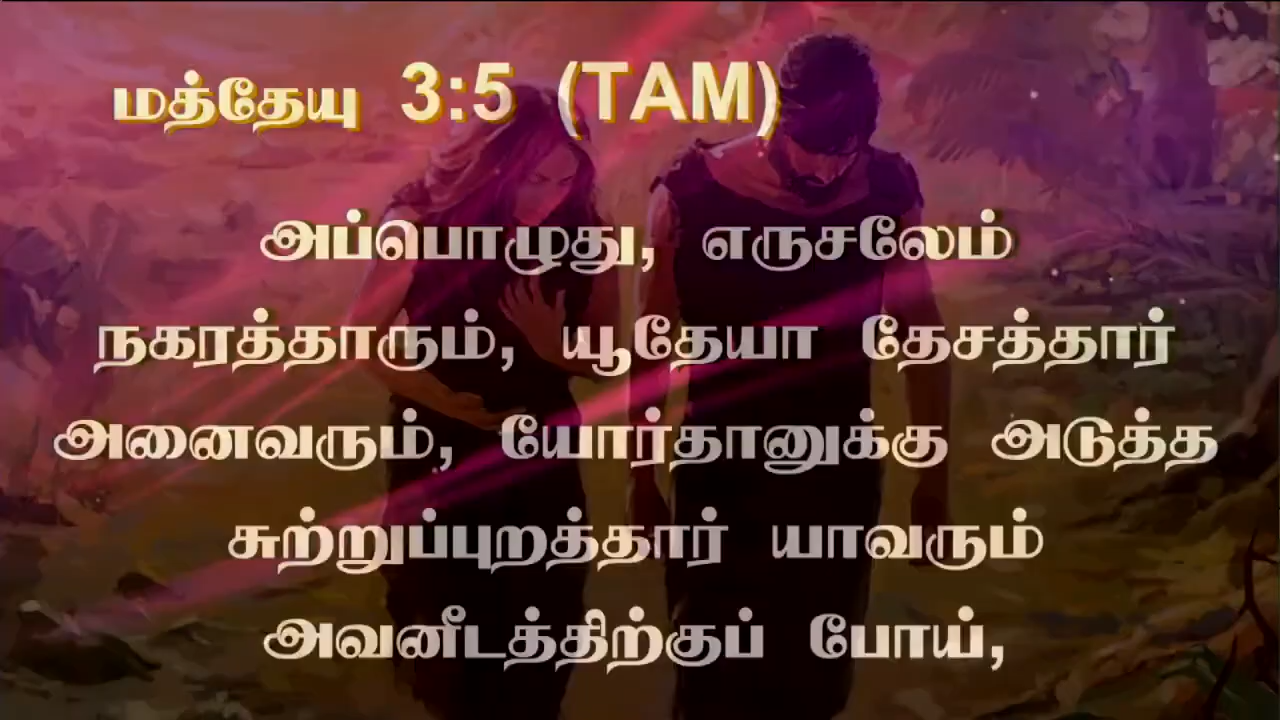 மத்தேயு 3:5 (TAM)
அப்பொழுது, எருசலேம்
நகரத்தாரும், யூதேயா தேசத்தார்
அனைவரும், யோர்தானுக்கு அடுத்த
சுற்றுப்புறத்தார் யாவரும்
அவனீடத்திற்குப் போய்,